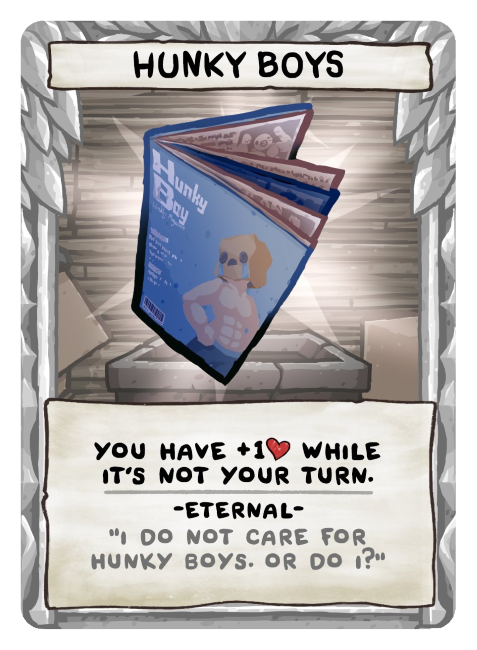 HUNKY BOYS
Hunky
Boy
YOU HAVE +1❤ WHILE
IT'S NOT YOUR TURN.
-ETERNAL-
"I DO NOT CARE FOR
HUNKY BOYS. OR DO I?"